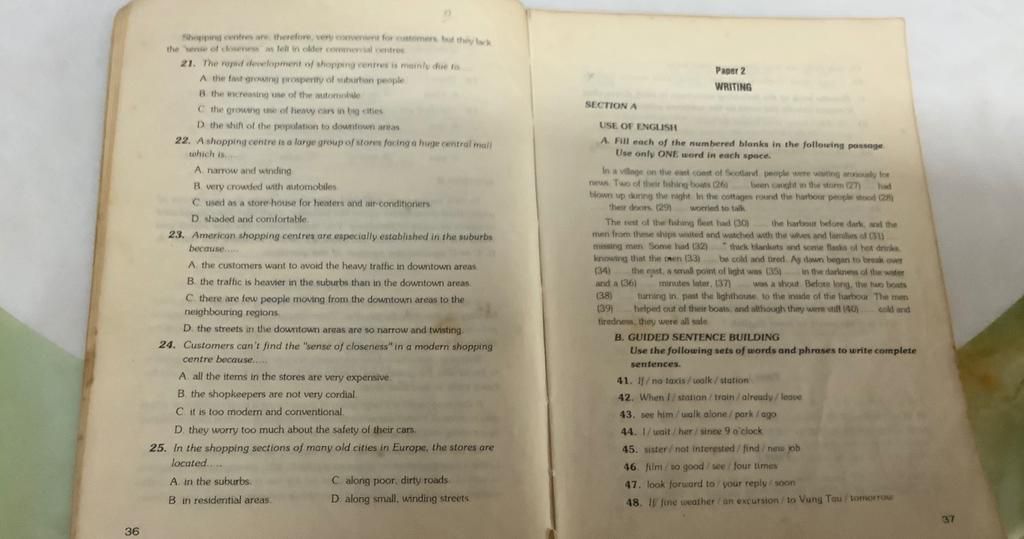 Shopping centres are, therefore, very convenient for customers, but they lack
the "sense of closeness" as felt in older commercial centres.
21. The rapid development of shopping centres is mainly due to.....
A. the fast growing prosperity of suburban people.
B. the increasing use of the automobile.
C. the growing use of heavy cars in big cities.
D. the shift of the population to downtown areas.
22. A shopping centre is a large group of stores facing a huge central mall
which is.....
A. narrow and winding.
B. very crowded with automobiles.
C. used as a store-house for heaters and air-conditioners.
D. shaded and comfortable.
23. American shopping centres are especially established in the suburbs
because.....
A. the customers want to avoid the heavy traffic in downtown areas.
B. the traffic is heavier in the suburbs than in the downtown areas.
C. there are few people moving from the downtown areas to the
neighbouring regions.
D. the streets in the downtown areas are so narrow and twisting.
24. Customers can't find the "sense of closeness" in a modern shopping
centre because.....
A. all the items in the stores are very expensive.
B. the shopkeepers are not very cordial.
C. it is too modern and conventional.
D. they worry too much about the safety of their cars.
25. In the shopping sections of many old cities in Europe, the stores are
located.....
A. in the suburbs. C. along poor, dirty roads.
B. in residential areas. D. along small, winding streets.
36
Paper 2
WRITING
SECTION A
USE OF ENGLISH
A. Fill each of the numbered blanks in the following passage.
Use only ONE word in each space.
In a village on the east coast of Scotland, people were waiting anxiously for
news. Two of their fishing boats (26) ..... been caught in the storm (27) ..... had
blown up during the night. In the cottages round the harbour people stood (28)
..... their doors, (29) ..... worried to talk.
The rest of the fishing fleet had (30) ..... the harbour before dark, and the
men from these ships waited and watched with the wives and families of (31) .....
missing men. Some had (32) ..... thick blankets and some flasks of hot drinks,
knowing that the men (33) ..... be cold and tired. As dawn began to break over
(34) ..... the east, a small point of light was (35) ..... in the darkness of the water
and a (36) ..... minutes later, (37) ..... was a shout. Before long, the two boats
(38) ..... turning in, past the lighthouse, to the inside of the harbour. The men
(39) ..... helped out of their boats, and although they were stiff (40) ..... cold and
tiredness, they were all safe.
B. GUIDED SENTENCE BUILDING
Use the following sets of words and phrases to write complete
sentences.
41. If / no taxis / walk / station
42. When I / station / train / already / leave
43. see him / walk alone / park / ago
44. I / wait / her / since 9 o'clock
45. sister / not interested / find / new job
46. film / so good / see / four times
47. look forward to / your reply / soon
48. If / fine weather / an excursion / to Vung Tau / tomorrow
37